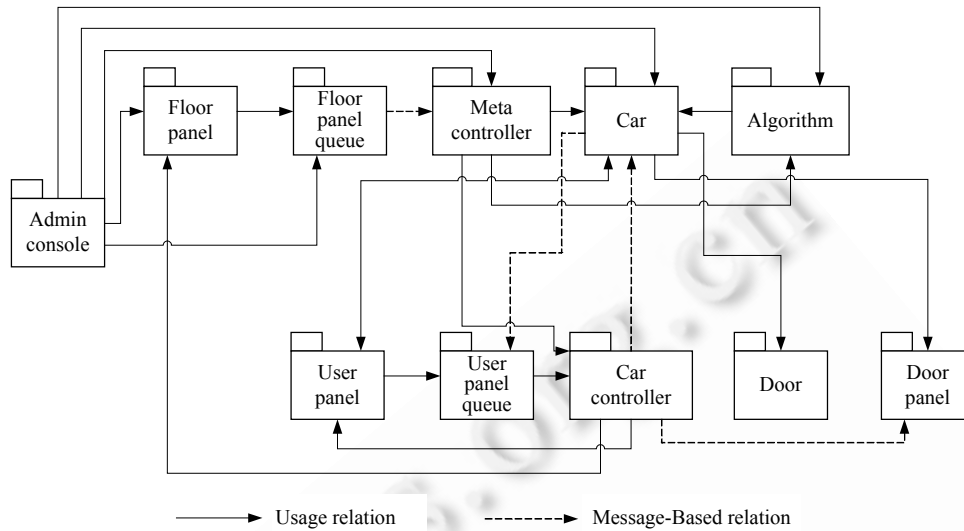 Floor
panel
Floor
panel
queue
Meta
controller
Car
Algorithm
Admin
console
User
panel
User
panel
queue
Car
controller
Door
Door
panel
Usage relation
Message-Based relation